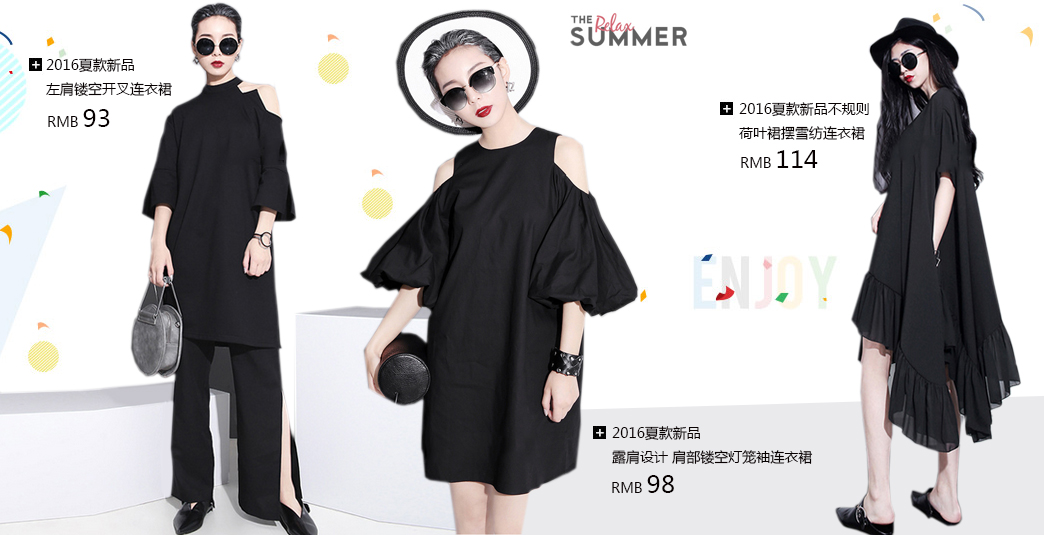 THE Relax
SUMMER
2016夏款新品
左肩镂空开叉连衣裙
RMB 93
2016夏款新品不规则
荷叶裙摆雪纺连衣裙
RMB 114
ENJOY
2016夏款新品
露肩设计 肩部镂空灯笼袖连衣裙
RMB 98